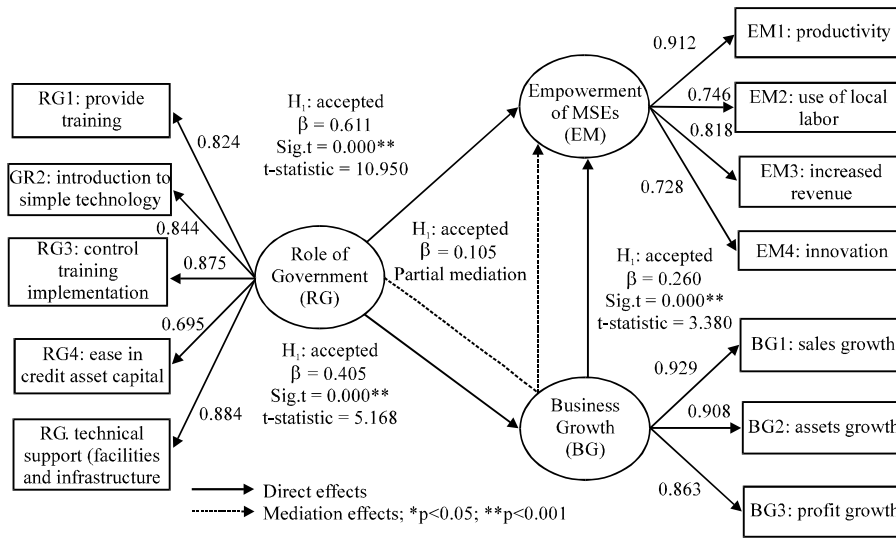 RG1: provide
training
GR2: introduction to
simple technology
RG3: control
training
implementation
RG4: ease in
credit asset capital
RG. technical
support (facilities
and infrastructure
0.824
0.844
0.875
0.695
0.884
Role of
Government
(RG)
H1: accepted
β = 0.611
Sig.t = 0.000**
t-statistic = 10.950
H1: accepted
β = 0.105
Partial mediation
H1: accepted
β = 0.405
Sig.t = 0.000**
t-statistic = 5.168
Empowerment
of MSEs
(EM)
H1: accepted
β = 0.260
Sig.t = 0.000**
t-statistic = 3.380
Business
Growth
(BG)
0.912
0.746
0.818
0.728
EM1: productivity
EM2: use of local
labor
EM3: increased
revenue
EM4: innovation
0.929
0.908
0.863
BG1: sales growth
BG2: assets growth
BG3: profit growth
Direct effects
Mediation effects; *p<0.05; **p<0.001